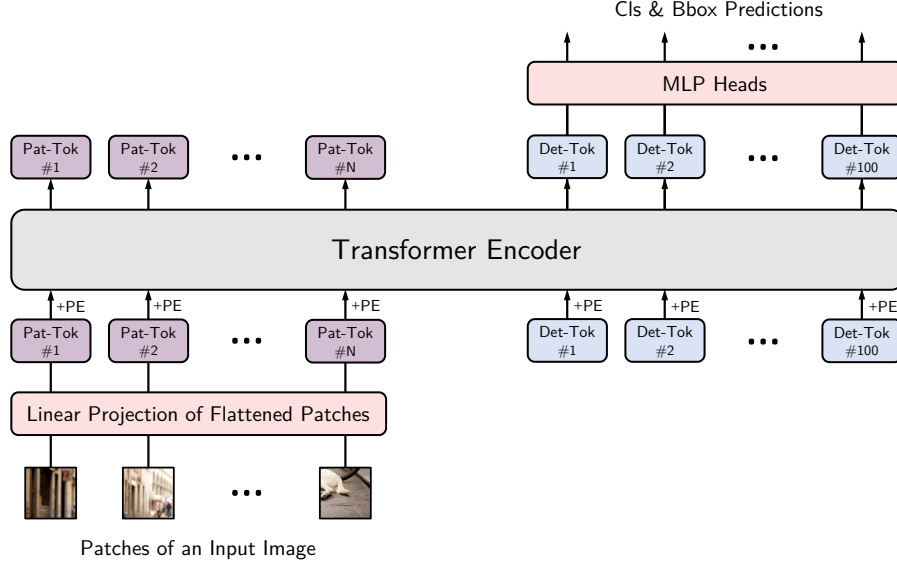 Cls & Bbox Predictions
MLP Heads
Pat-Tok #1
Pat-Tok #2
...
Pat-Tok #N
Det-Tok #1
Det-Tok #2
...
Det-Tok #100
Transformer Encoder
+PE
+PE
+PE
+PE
+PE
+PE
Pat-Tok #1
Pat-Tok #2
...
Pat-Tok #N
Det-Tok #1
Det-Tok #2
...
Det-Tok #100
Linear Projection of Flattened Patches
...
Patches of an Input Image